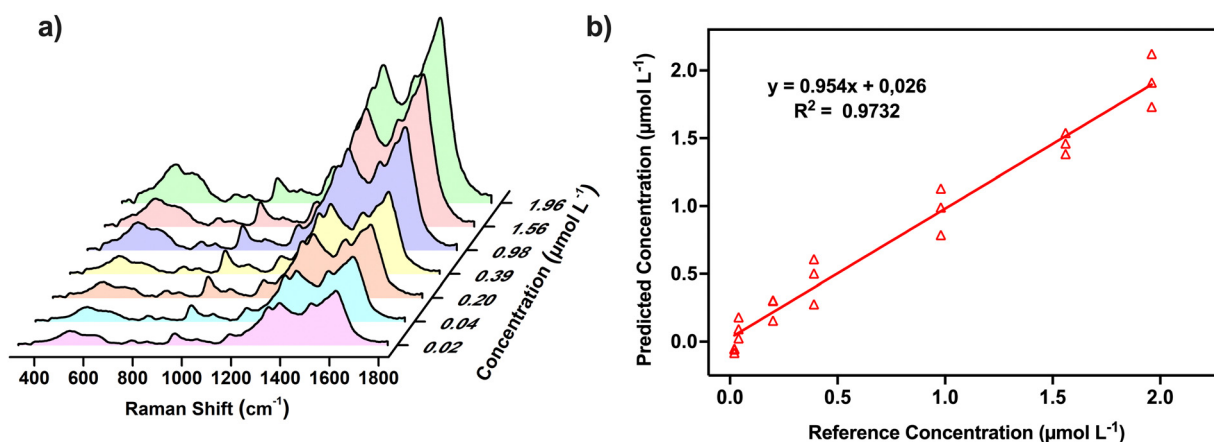 a)
1.96
1.56
0.98
0.39
0.20
0.04
0.02
Concentration (µmol L⁻¹)
400 600 800 1000 1200 1400 1600 1800
Raman Shift (cm⁻¹)
b)
y = 0.954x + 0,026
R² = 0.9732
2.0
1.5
1.0
0.5
0.0
Predicted Concentration (µmol L⁻¹)
0.0 0.5 1.0 1.5 2.0
Reference Concentration (µmol L⁻¹)